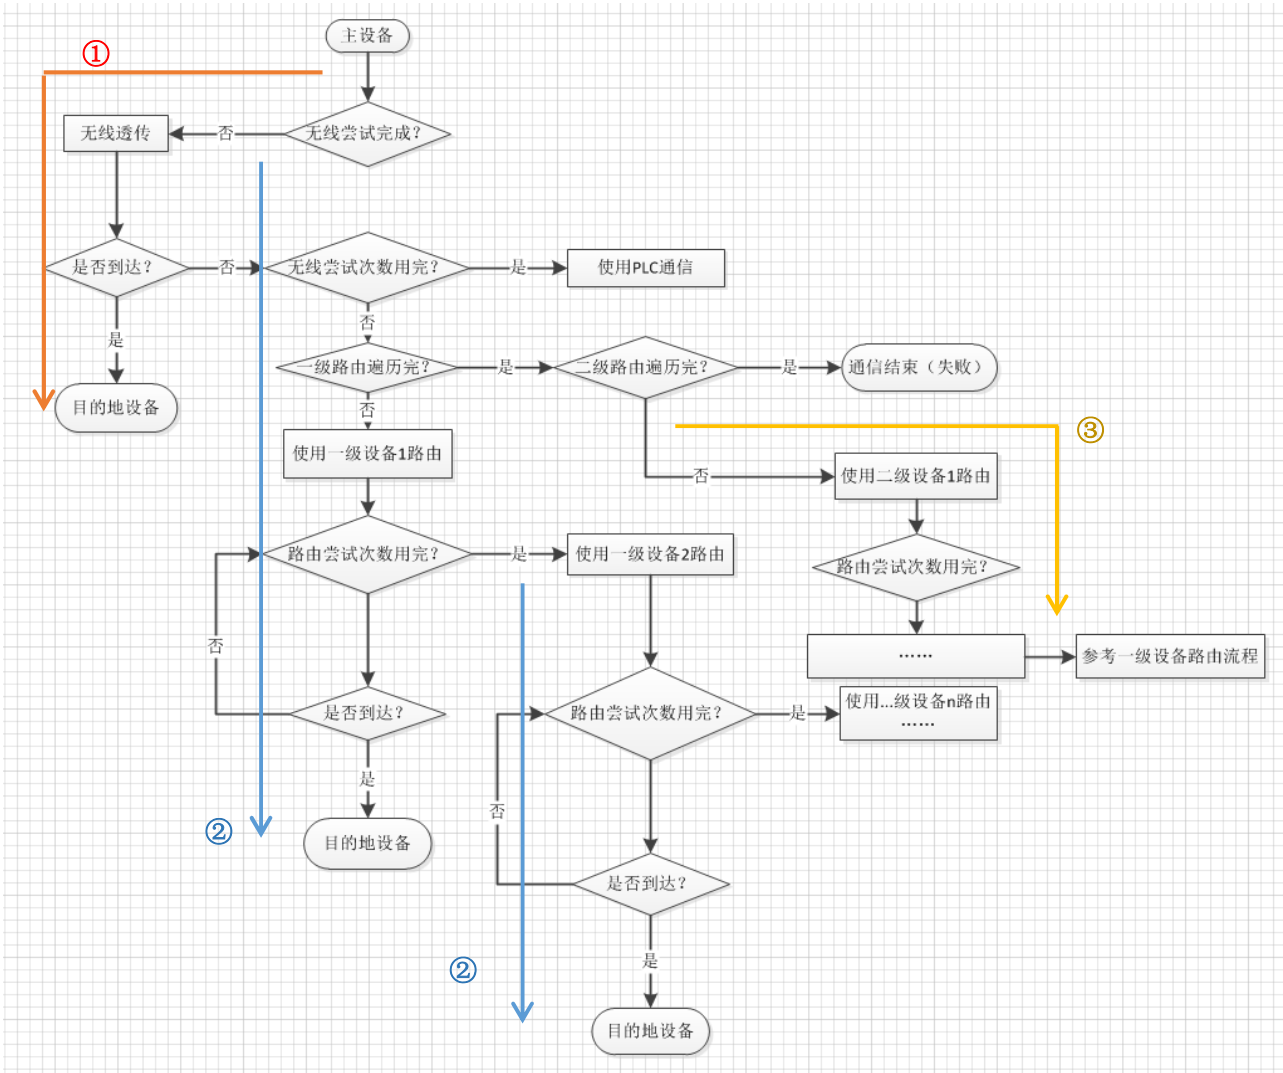 主设备
①
无线尝试完成？
否
无线透传
是否到达？
否
无线尝试次数用完？
是
使用PLC通信
是
否
一级路由遍历完？
是
二级路由遍历完？
是
通信结束（失败）
目的地设备
否
③
使用一级设备1路由
否
使用二级设备1路由
路由尝试次数用完？
是
使用一级设备2路由
路由尝试次数用完？
否
……
参考一级设备路由流程
是否到达？
路由尝试次数用完？
是
使用...级设备n路由
……
是
②
目的地设备
否
是否到达？
②
是
目的地设备